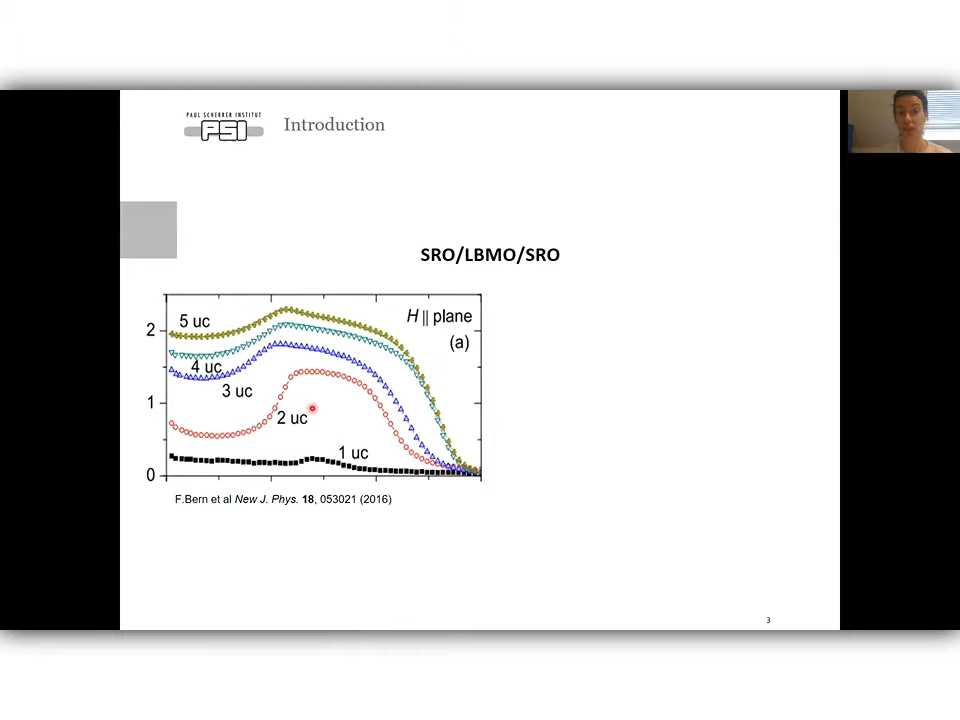 PAUL SCHERRER INSTITUT
PSI
Introduction
SRO/LBMO/SRO
5 uc
H || plane
2
(a)
4 uc
3 uc
1
2 uc
1 uc
0
F.Bern et al New J. Phys. 18, 053021 (2016)
3